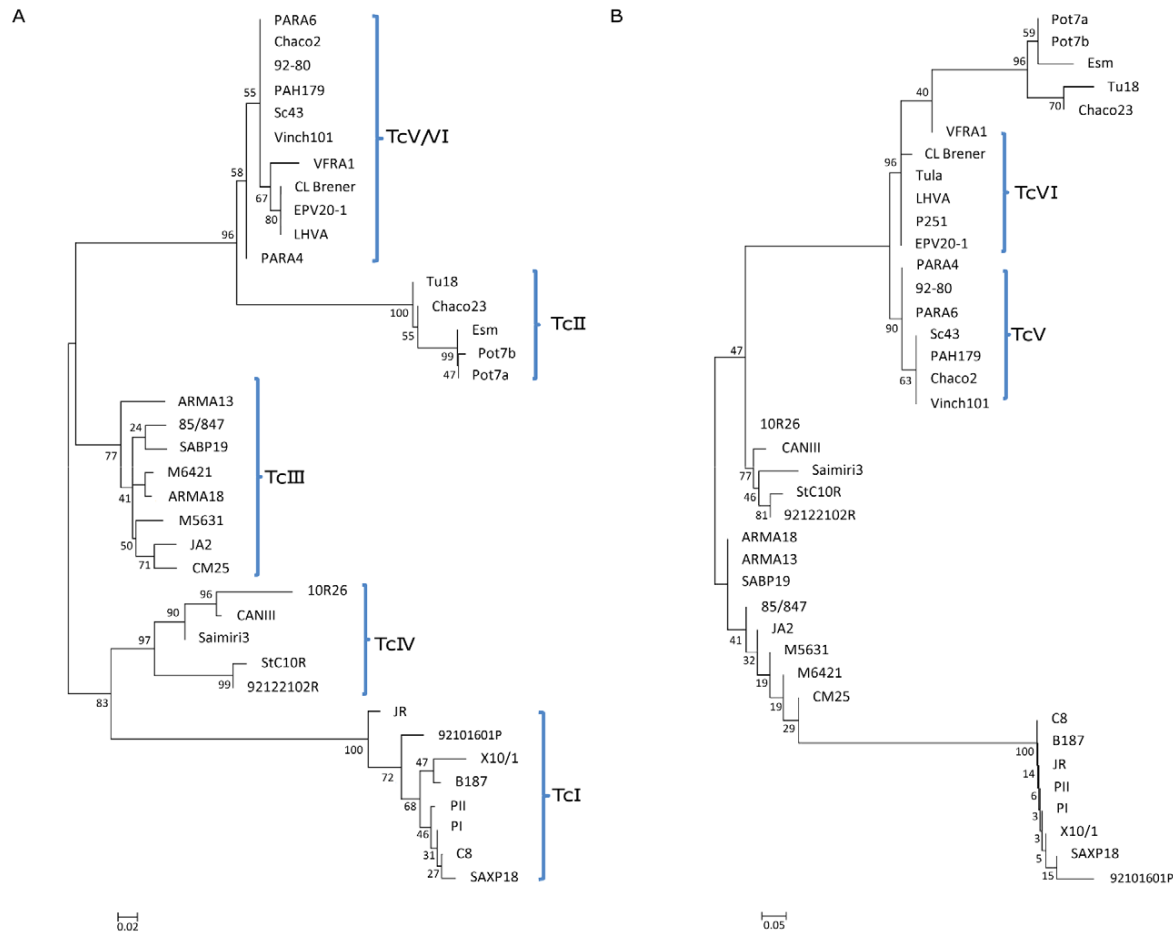 A
PARA6
Chaco2
92-80
PAH179
Sc43
Vinch101
VFRA1
CL Brener
EPV20-1
LHVA
PARA4
55
58
67
80
96
TcV/VI
Tu18
Chaco23
Esm
Pot7b
Pot7a
100
55
99
47
TcII
ARMA13
85/847
SABP19
M6421
ARMA18
M5631
JA2
CM25
24
77
41
50
71
TcIII
10R26
CANIII
Saimiri3
StC10R
92122102R
96
90
97
99
83
TcIV
JR
92101601P
X10/1
B187
PII
PI
C8
SAXP18
100
72
47
68
46
31
27
TcI
0.02
B
Pot7a
Pot7b
Esm
Tu18
Chaco23
59
96
70
40
VFRA1
CL Brener
Tula
LHVA
P251
EPV20-1
96
TcVI
PARA4
92-80
PARA6
Sc43
PAH179
Chaco2
Vinch101
90
63
TcV
47
10R26
CANIII
Saimiri3
StC10R
92122102R
77
46
81
ARMA18
ARMA13
SABP19
85/847
JA2
M5631
M6421
CM25
41
32
19
19
29
C8
B187
JR
PII
PI
X10/1
SAXP18
92101601P
100
14
6
3
3
5
15
0.05